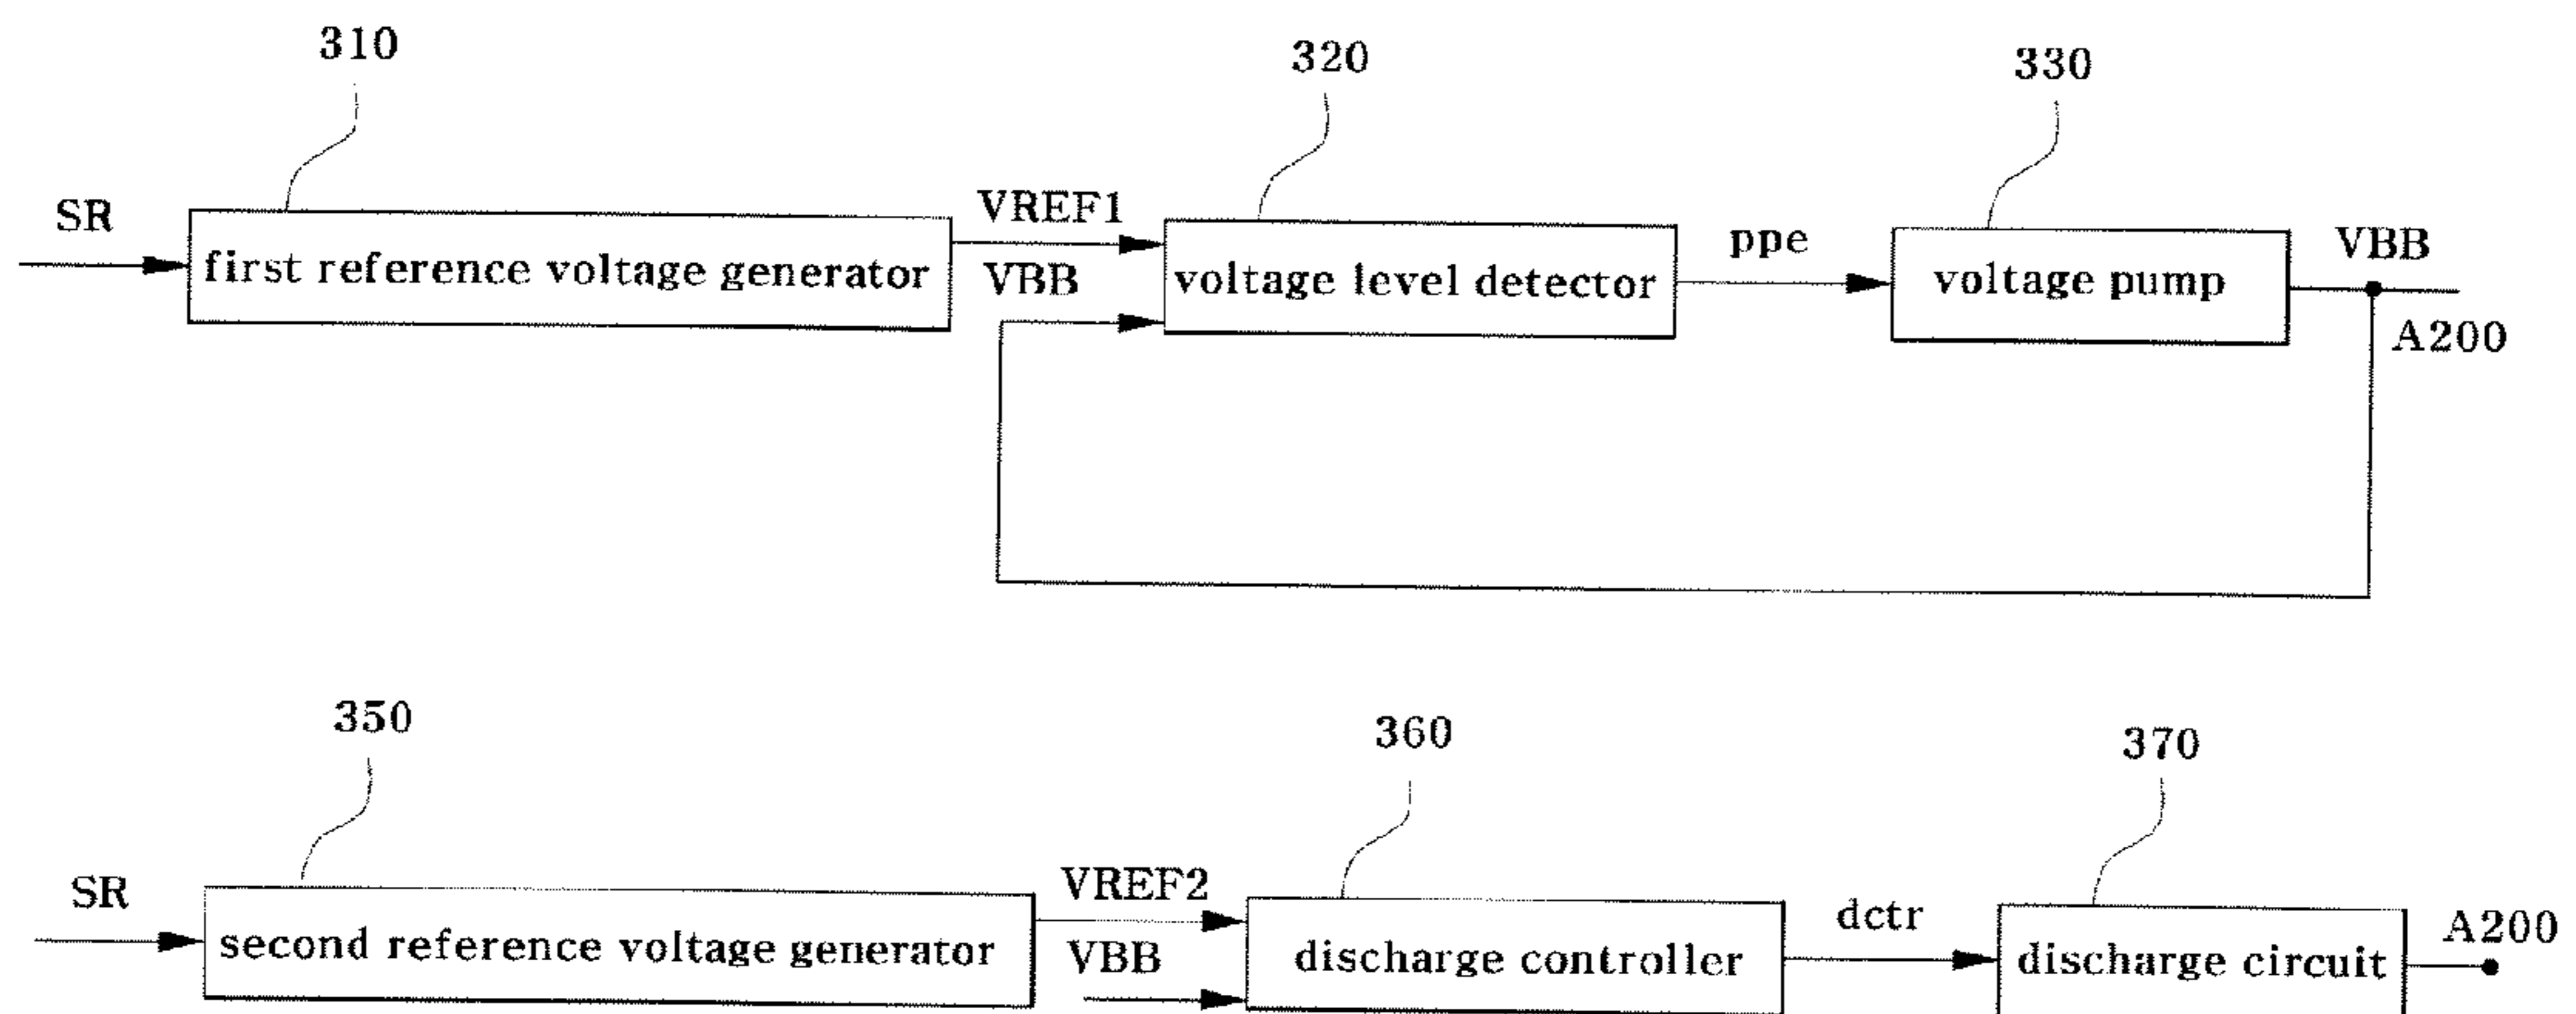 310
320
330
SR
first reference voltage generator
VREF1
VBB
voltage level detector
ppe
voltage pump
VBB
A200
350
360
370
SR
second reference voltage generator
VREF2
VBB
discharge controller
dctr
discharge circuit
A200